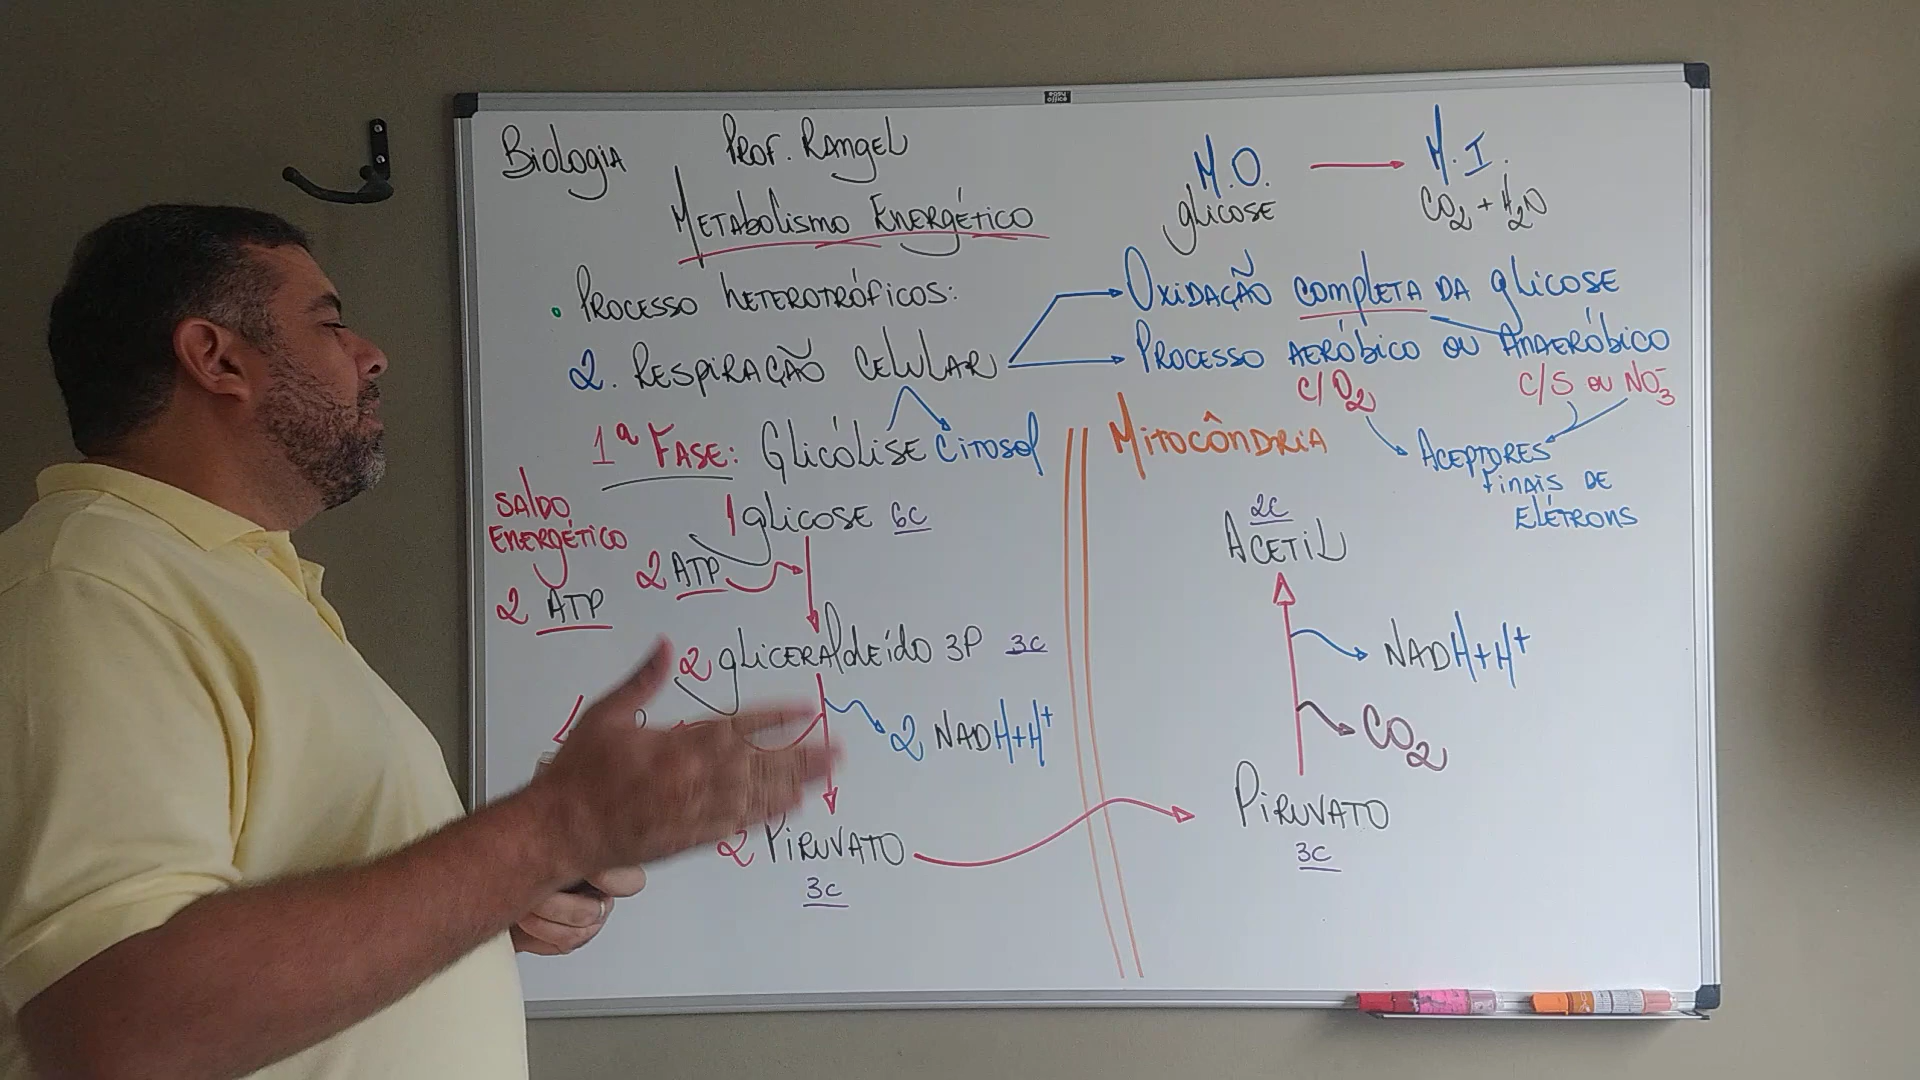 Biologia Prof. Rangel
Metabolismo Energético
M.O. M.I.
glicose CO2 + H2O
• Processo heterotróficos:
2. Respiração Celular
Oxidação completa da glicose
Processo aeróbico ou anaeróbico
c/O2 c/S ou NO3-
Aceptores
finais de
elétrons
1ª Fase: Glicólise Citosol
Mitocôndria
Saldo
energético
2 ATP
1 glicose 6c
2 ATP
2 gliceraldeído 3P 3c
2 NADH+H+
2 Piruvato
3c
2c
Acetil
NADH+H+
CO2
Piruvato
3c